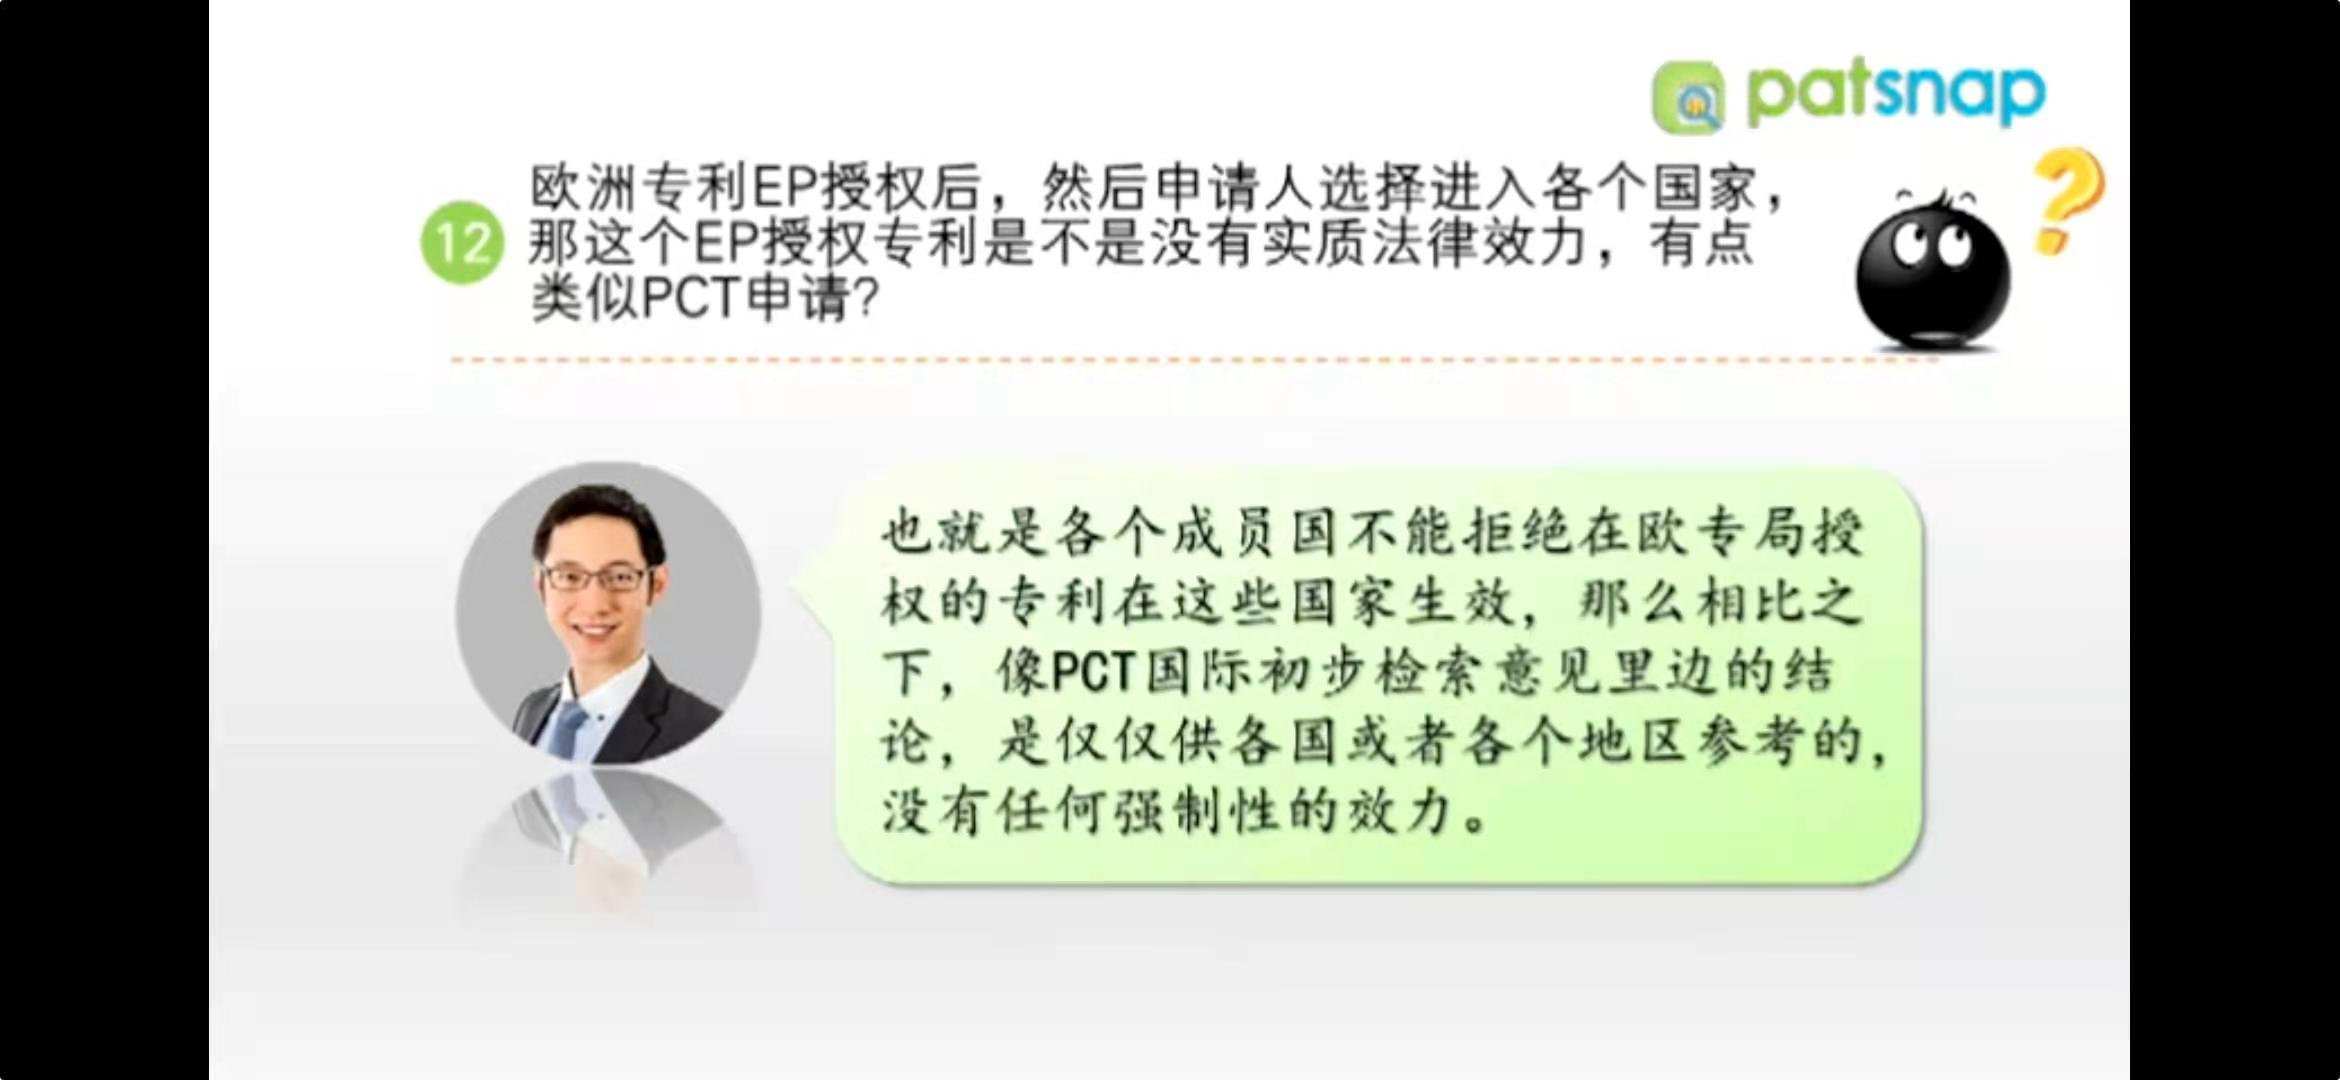 patsnap
12
欧洲专利EP授权后，然后申请人选择进入各个国家，
那这个EP授权专利是不是没有实质法律效力，有点
类似PCT申请？
也就是各个成员国不能拒绝在欧专局授
权的专利在这些国家生效，那么相比之
下，像PCT国际初步检索意见里边的结
论，是仅仅供各国或者各个地区参考的，
没有任何强制性的效力。